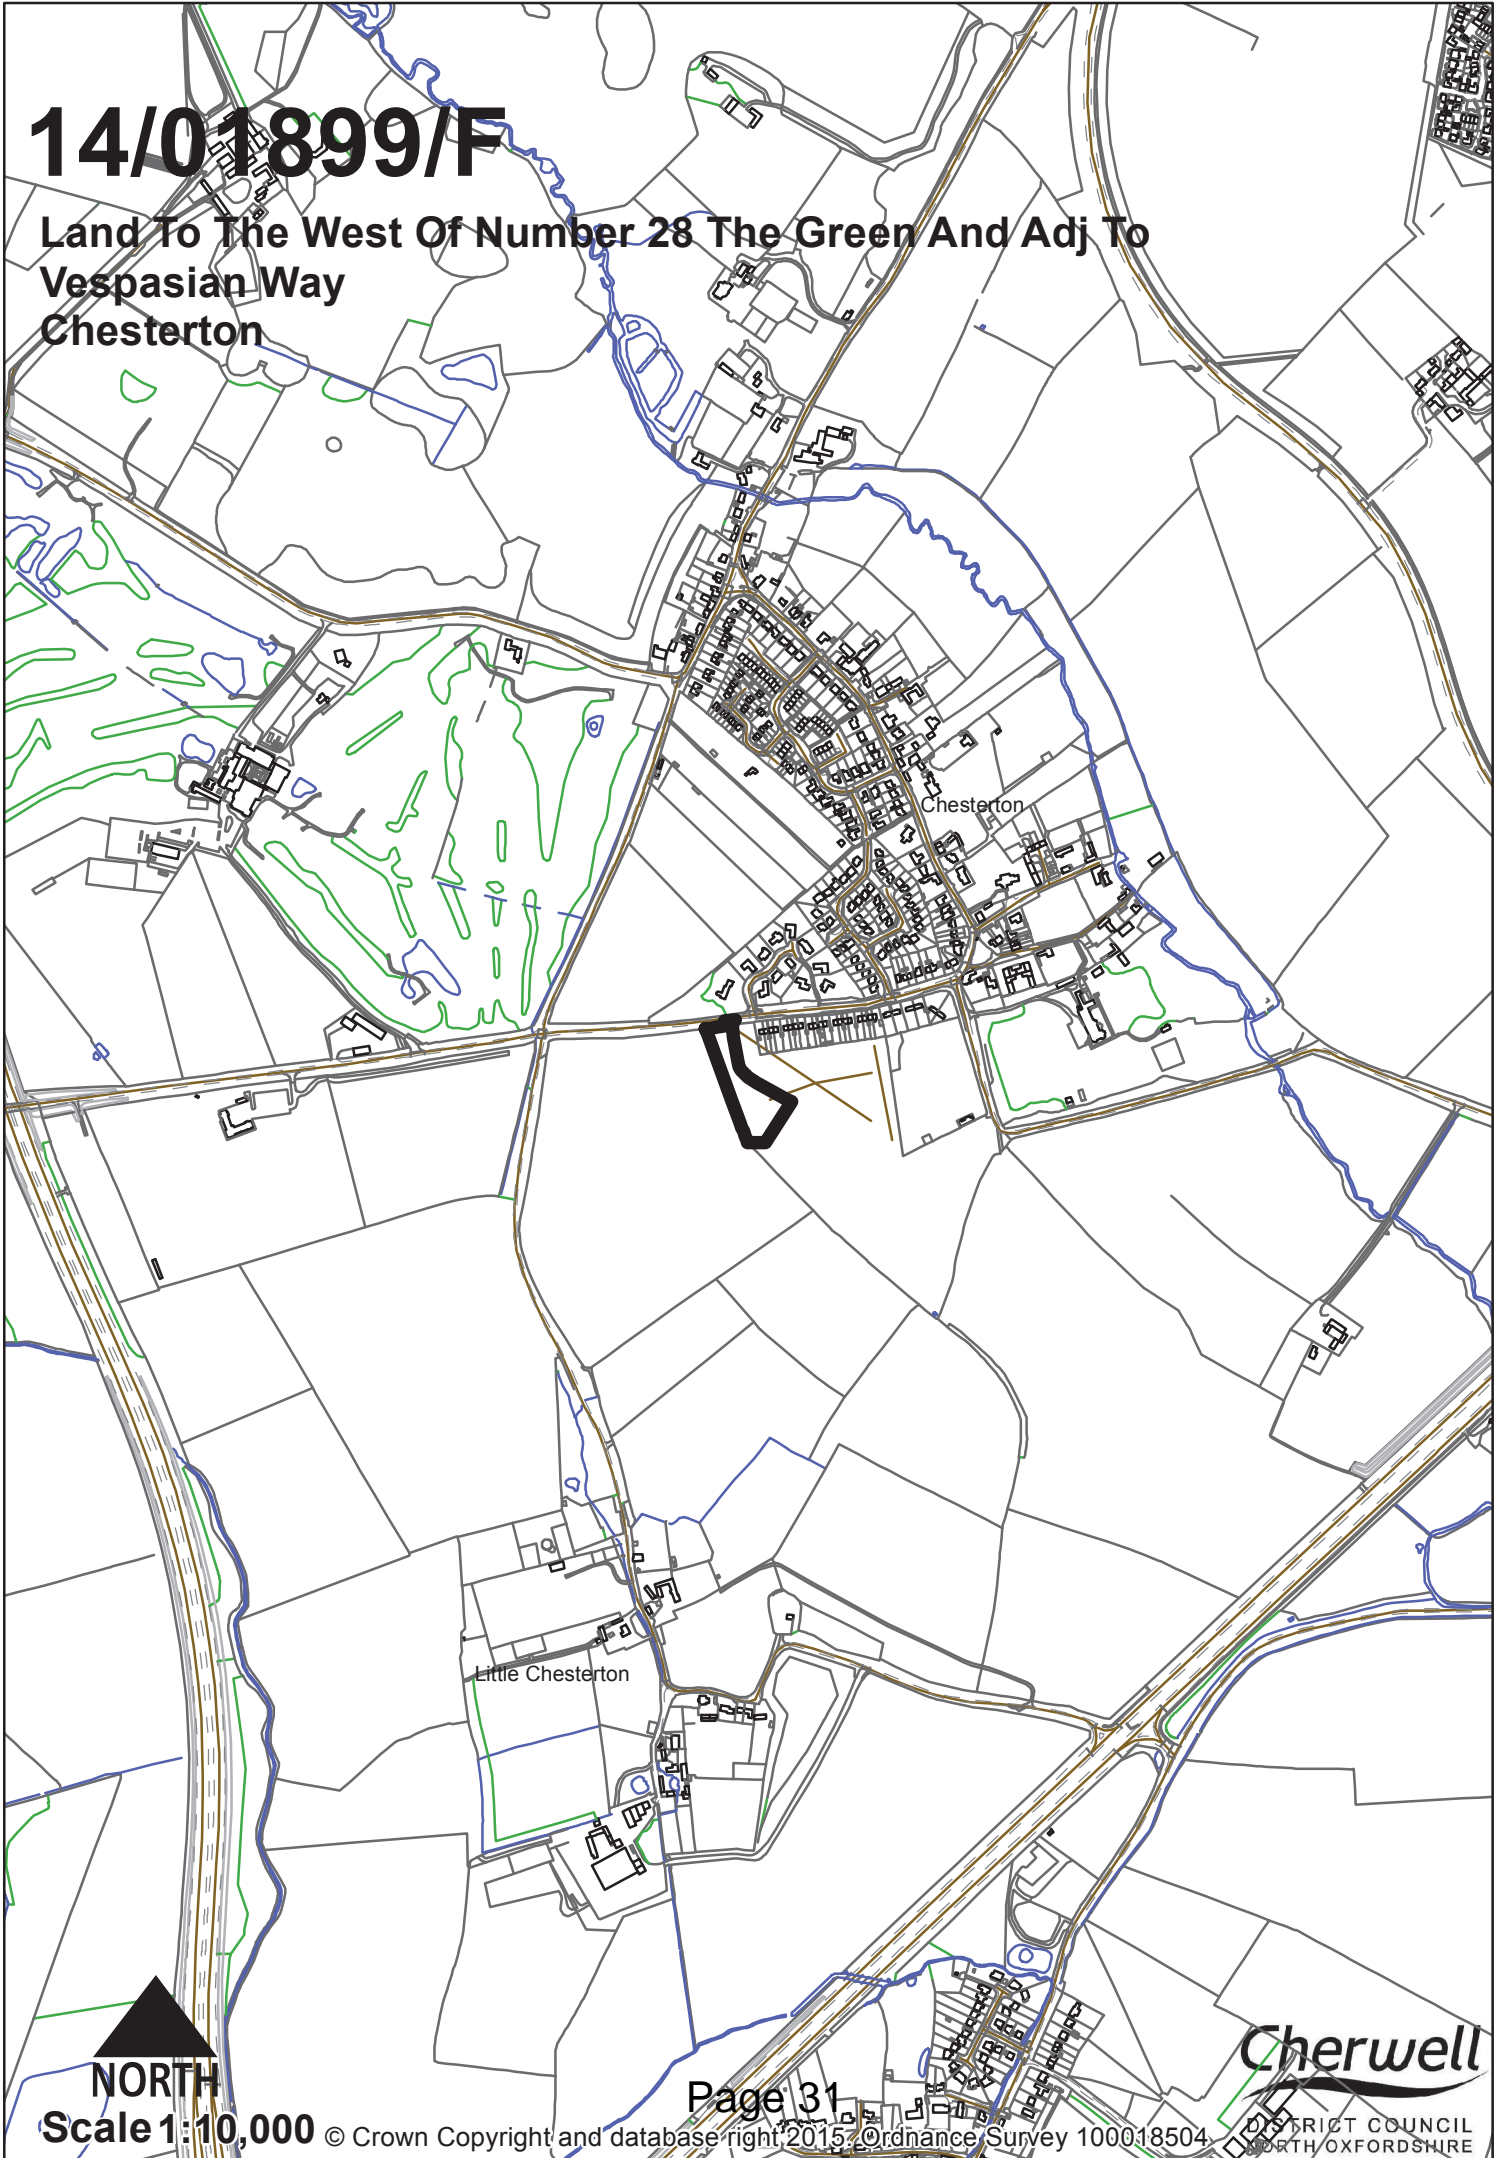 14/01899/F
Land To The West Of Number 28 The Green And Adj To
Vespasian Way
Chesterton
Chesterton
Little Chesterton
NORTH
Scale 1:10,000 © Crown Copyright and database right 2015. Ordnance Survey 100018504
Page 31
Cherwell
DISTRICT COUNCIL
NORTH OXFORDSHIRE